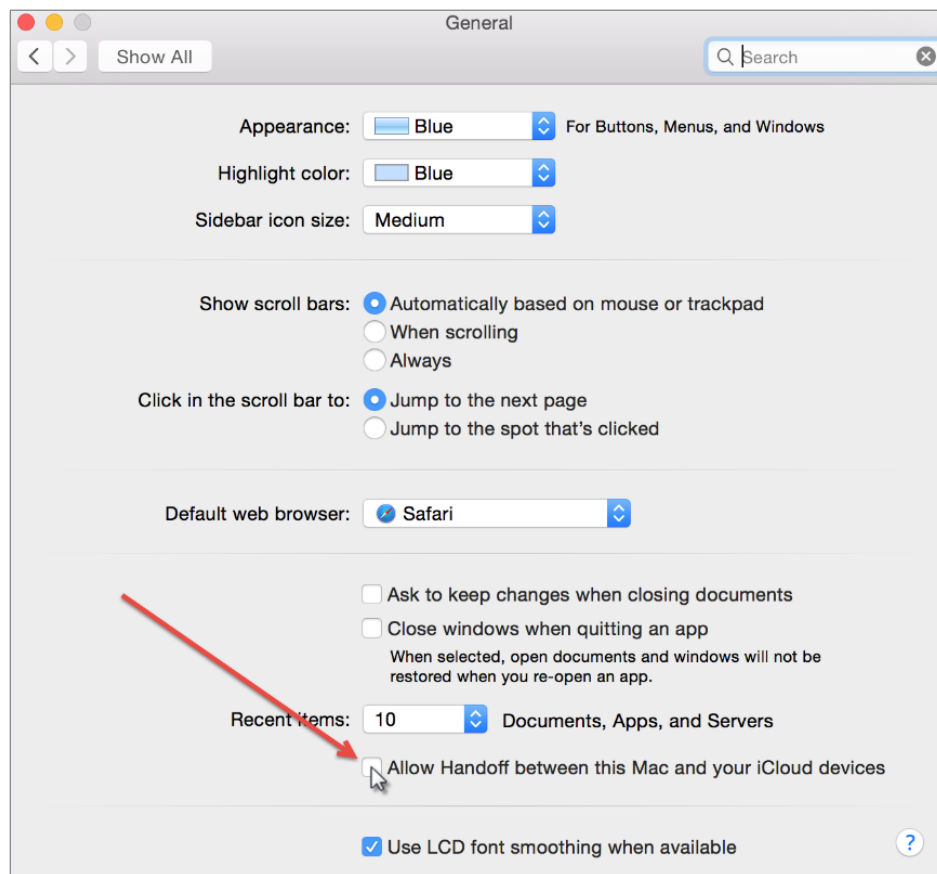 General
Show All
Search
Appearance: Blue For Buttons, Menus, and Windows
Highlight color: Blue
Sidebar icon size: Medium
Show scroll bars: Automatically based on mouse or trackpad
When scrolling
Always
Click in the scroll bar to: Jump to the next page
Jump to the spot that's clicked
Default web browser: Safari
Ask to keep changes when closing documents
Close windows when quitting an app
When selected, open documents and windows will not be
restored when you re-open an app.
Recent items: 10 Documents, Apps, and Servers
Allow Handoff between this Mac and your iCloud devices
Use LCD font smoothing when available
?